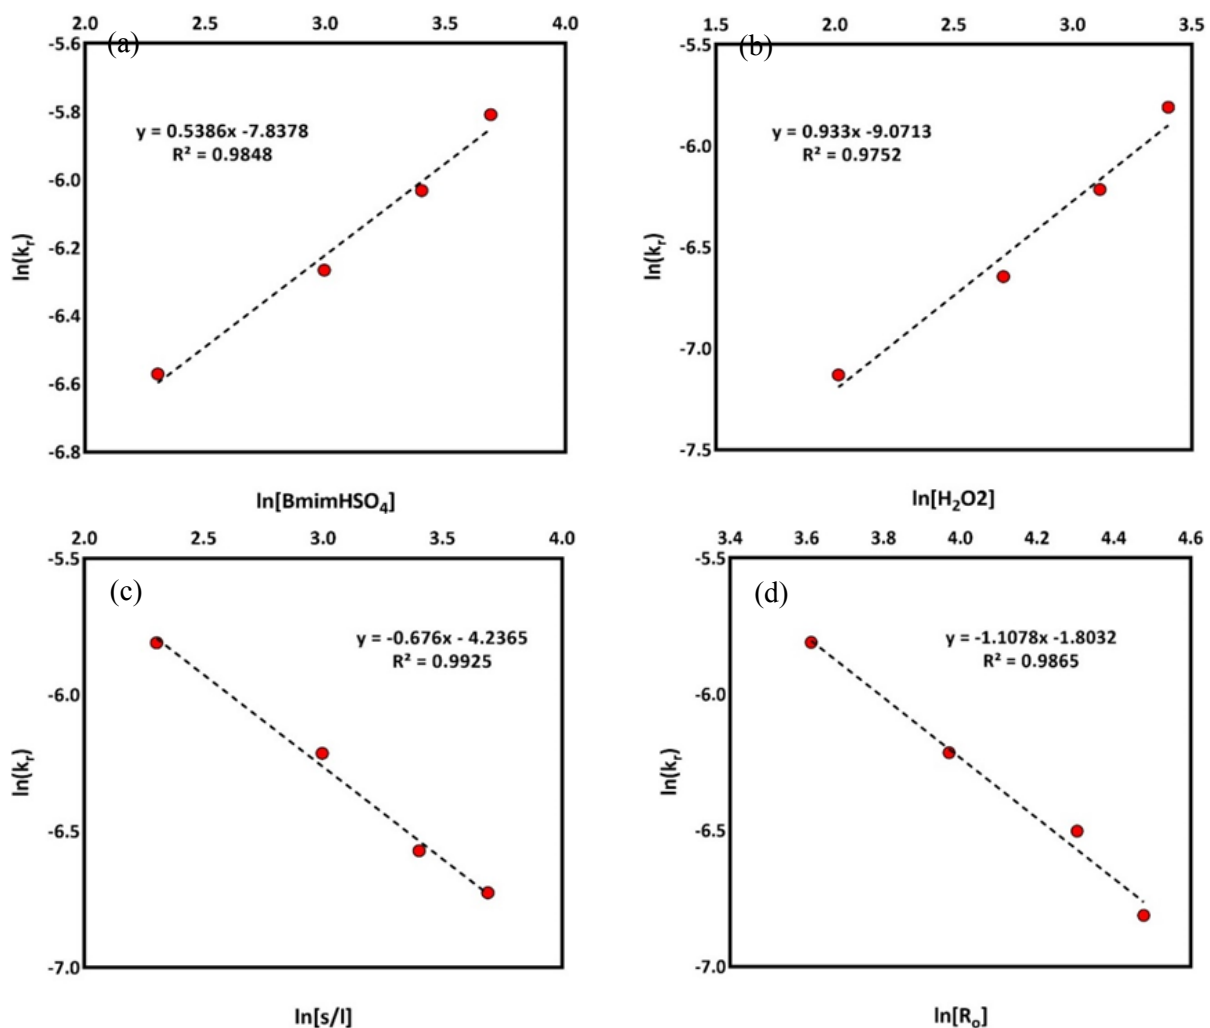 2.0 2.5 3.0 3.5 4.0
(a)
-5.6
-5.8
-6.0
-6.2
-6.4
-6.6
-6.8
ln(kr)
y = 0.5386x -7.8378
R² = 0.9848
ln[BmimHSO4]
1.5 2.0 2.5 3.0 3.5
(b)
-5.5
-6.0
-6.5
-7.0
-7.5
ln(kr)
y = 0.933x -9.0713
R² = 0.9752
ln[H2O2]
2.0 2.5 3.0 3.5 4.0
(c)
-5.5
-6.0
-6.5
-7.0
ln(kr)
y = -0.676x - 4.2365
R² = 0.9925
ln[s/l]
3.4 3.6 3.8 4.0 4.2 4.4 4.6
(d)
-5.5
-6.0
-6.5
-7.0
ln(kr)
y = -1.1078x -1.8032
R² = 0.9865
ln[Ro]